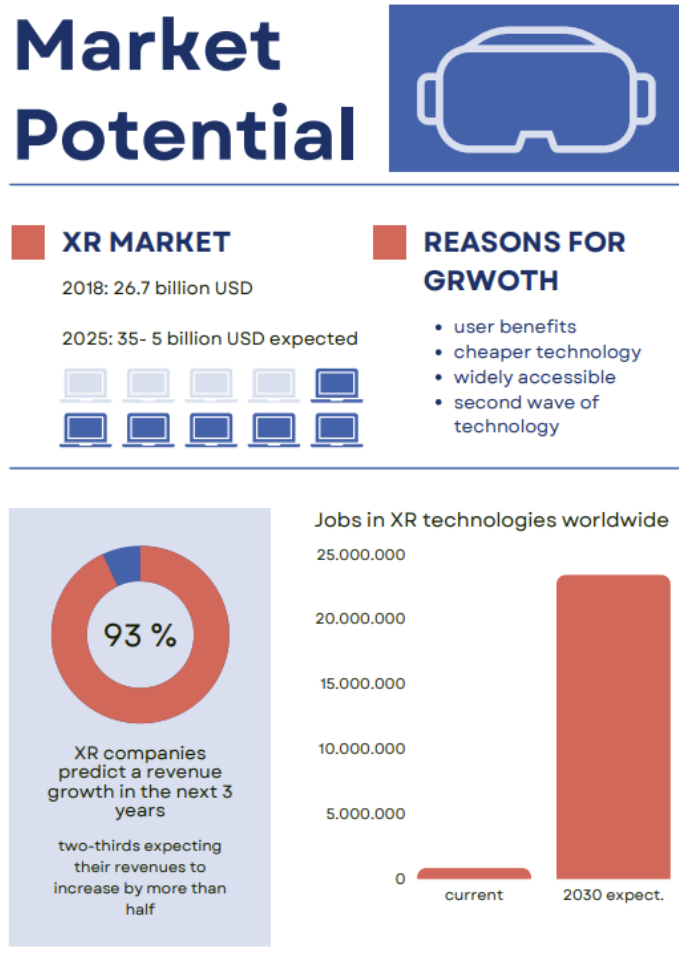 Market
Potential
XR MARKET
2018: 26.7 billion USD
2025: 35- 5 billion USD expected
REASONS FOR
GRWOTH
• user benefits
• cheaper technology
• widely accessible
• second wave of
technology
93 %
XR companies
predict a revenue
growth in the next 3
years
two-thirds expecting
their revenues to
increase by more than
half
Jobs in XR technologies worldwide
25.000.000
20.000.000
15.000.000
10.000.000
5.000.000
0
current
2030 expect.